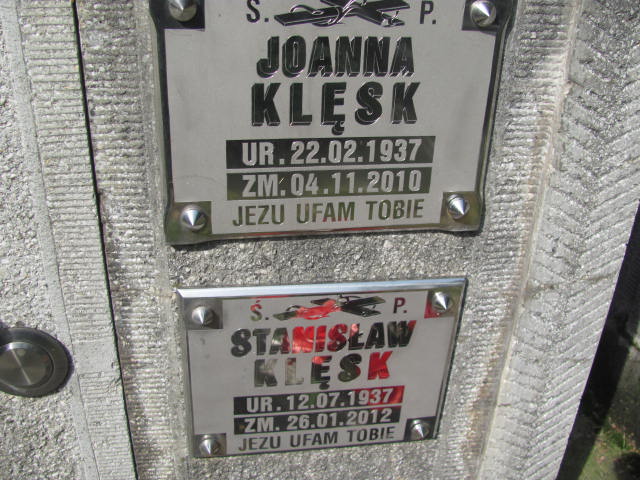 Ś. P.
JOANNA
KLĘSK
UR. 22.02.1937
ZM. 04.11.2010
JEZU UFAM TOBIE
Ś. P.
STANISŁAW
KLĘSK
UR. 12.07.1937
ZM. 26.01.2012
JEZU UFAM TOBIE